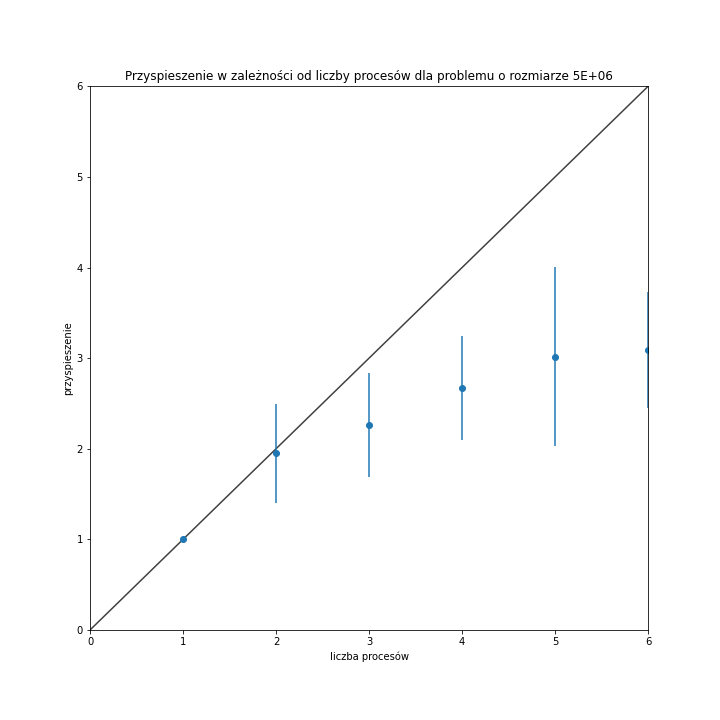 Przyspieszenie w zależności od liczby procesów dla problemu o rozmiarze 5E+06
6
5
4
3
2
1
0
przyspieszenie
0 1 2 3 4 5 6
liczba procesów